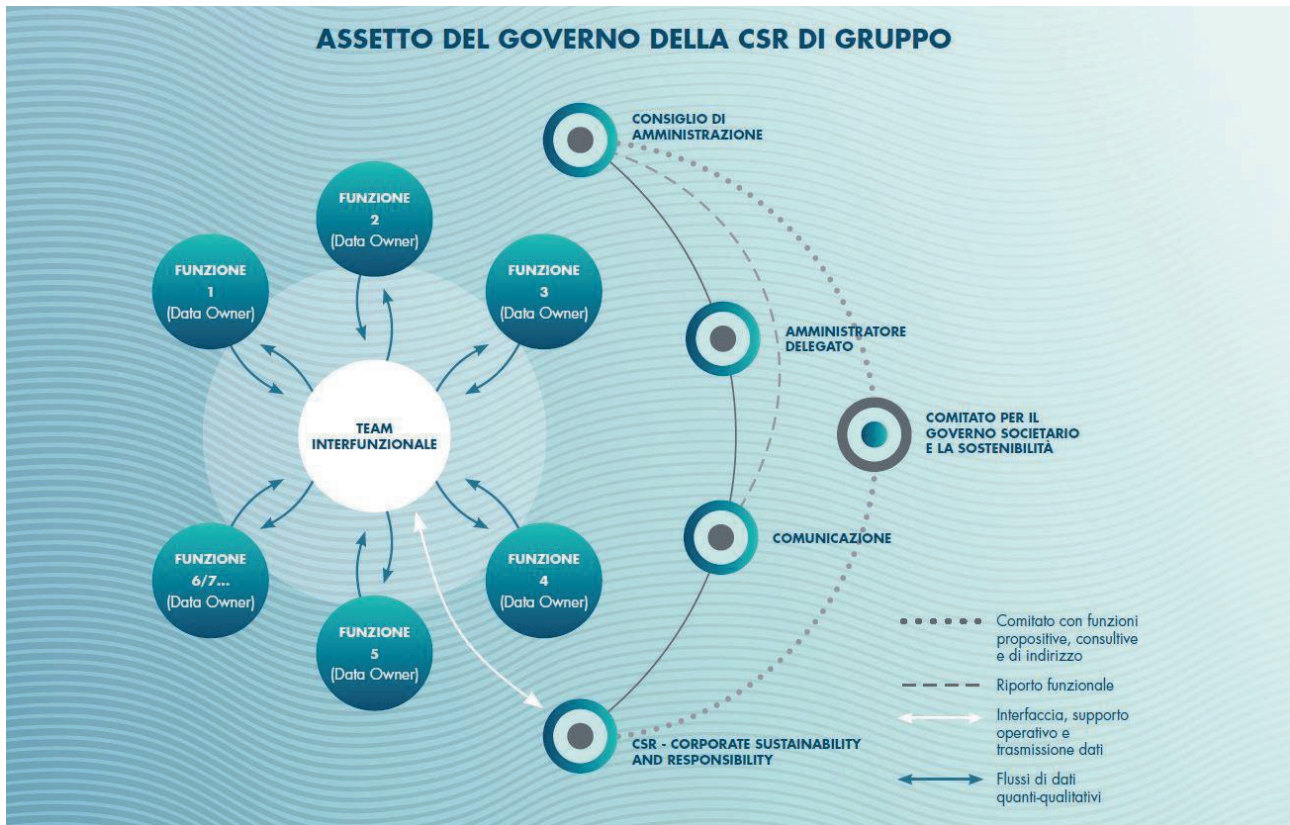 ASSETTO DEL GOVERNO DELLA CSR DI GRUPPO
CONSIGLIO DI
AMMINISTRAZIONE
FUNZIONE
2
(Data Owner)
FUNZIONE
1
(Data Owner)
FUNZIONE
3
(Data Owner)
AMMINISTRATORE
DELEGATO
TEAM
INTERFUNZIONALE
COMITATO PER IL
GOVERNO SOCIETARIO
E LA SOSTENIBILITÀ
COMUNICAZIONE
FUNZIONE
6/7...
(Data Owner)
FUNZIONE
4
(Data Owner)
FUNZIONE
5
(Data Owner)
CSR - CORPORATE SUSTAINABILITY
AND RESPONSIBILITY
Comitato con funzioni
propositive, consultive
e di indirizzo
Riporto funzionale
Interfaccia, supporto
operativo e
trasmissione dati
Flussi di dati
quanti-qualitativi